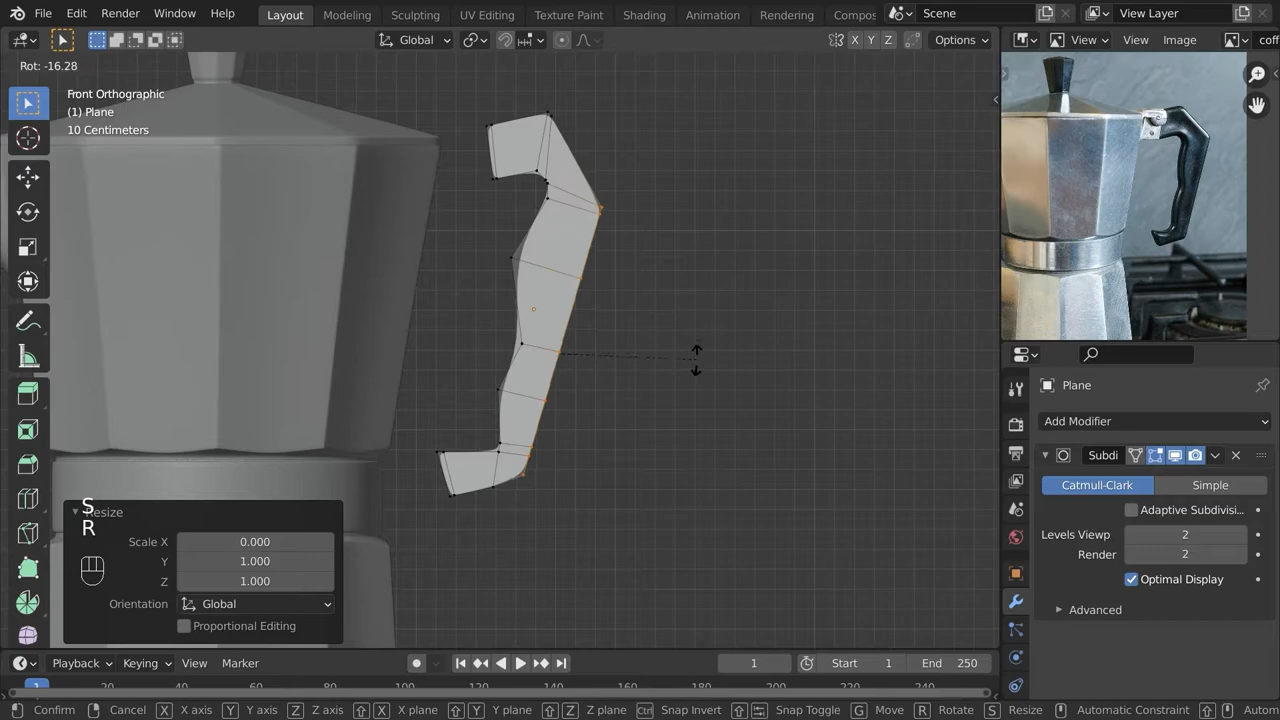 File Edit Render Window Help Layout Modeling Sculpting UV Editing Texture Paint Shading Animation Rendering Compos Scene View Layer
Global X Y Z Options View View Image coff
Rot: -16.28
Front Orthographic
(1) Plane
10 Centimeters
Plane
Add Modifier
Subdi
Catmull-Clark Simple
Adaptive Subdivisi...
Levels Viewp 2
Render 2
Optimal Display
Advanced
S
R
Resize
Scale X 0.000
Y 1.000
Z 1.000
Orientation Global
Proportional Editing
Playback Keying View Marker 1 Start 1 End 250
1 20 40 60 80 100 120 140 160 180 200 220 240
Confirm Cancel X X axis Y Y axis Z Z axis X X plane Y Y plane Z Z plane Ctrl Snap Invert Snap Toggle G Move R Rotate S Resize Automatic Constraint Autom